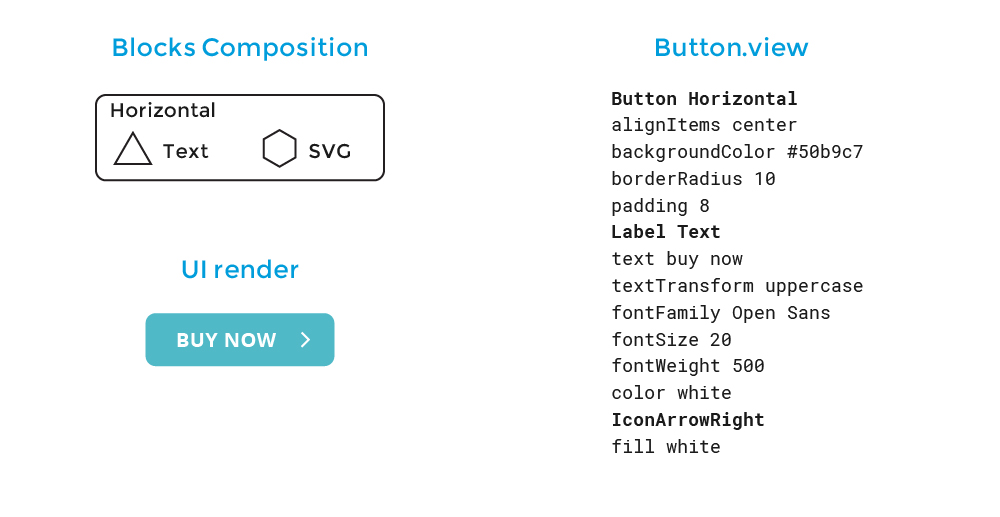 Blocks Composition
Horizontal
Text
SVG
UI render
BUY NOW
Button.view
Button Horizontal
alignItems center
backgroundColor #50b9c7
borderRadius 10
padding 8
Label Text
text buy now
textTransform uppercase
fontFamily Open Sans
fontSize 20
fontWeight 500
color white
IconArrowRight
fill white